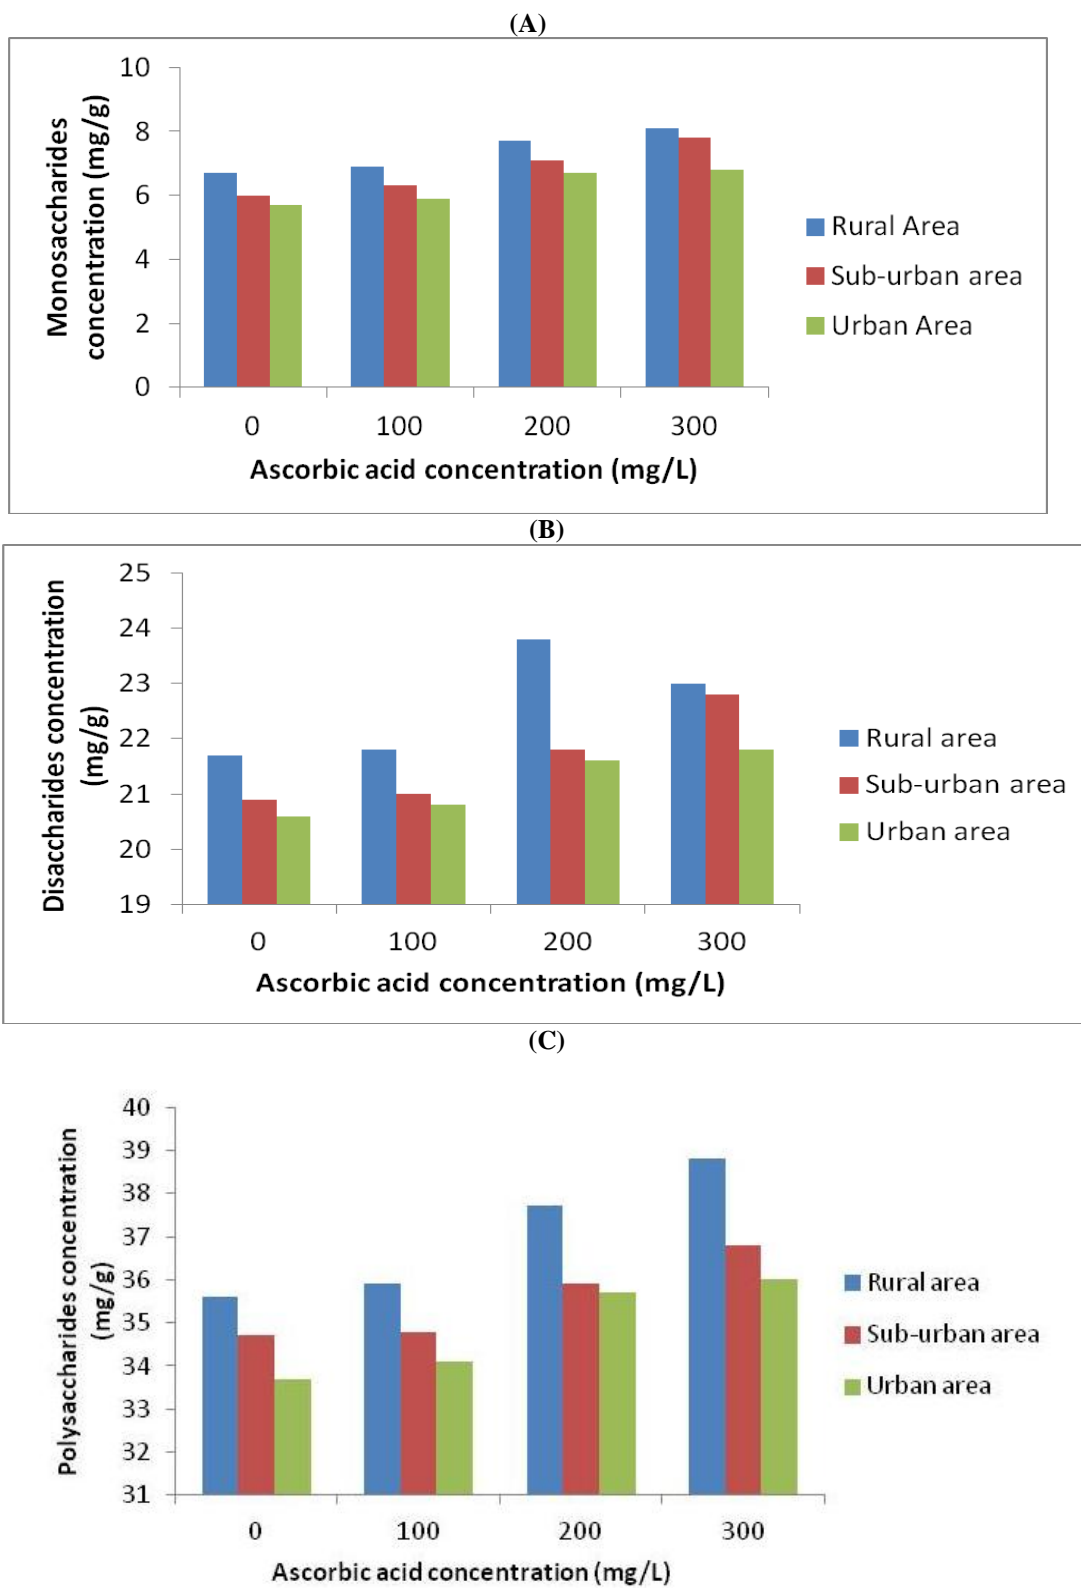 (A)
Monosaccharides
concentration (mg/g)
10
8
6
4
2
0
0 100 200 300
Ascorbic acid concentration (mg/L)
Rural Area
Sub-urban area
Urban Area
(B)
Disaccharides concentration
(mg/g)
25
24
23
22
21
20
19
0 100 200 300
Ascorbic acid concentration (mg/L)
Rural area
Sub-urban area
Urban area
(C)
Polysaccharides concentration
(mg/g)
40
39
38
37
36
35
34
33
32
31
0 100 200 300
Ascorbic acid concentration (mg/L)
Rural area
Sub-urban area
Urban area